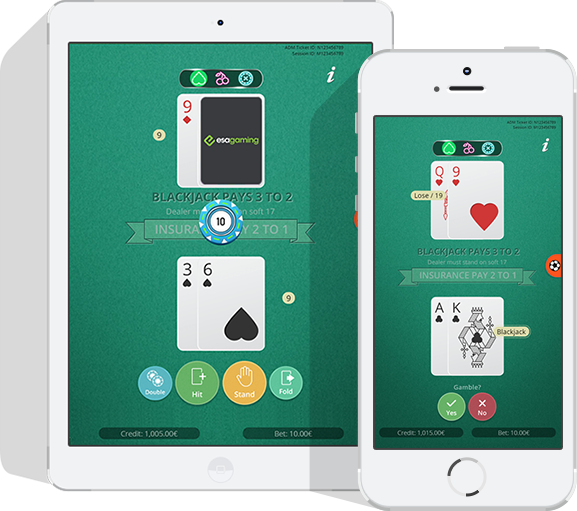 ADM Ticket ID: N123456789
Session ID: N123456789
i
9
9
esagaming
BLACKJACK PAYS 3 TO 2
Dealer must stand on soft 17
10
INSURANCE PAY 2 TO 1
3 6
9
Double
Hit
Stand
Fold
Credit: 1,005.00€
Bet: 10.00€
ADM Ticket ID: N123456789
Session ID: N123456789
i
Q 9
Lose / 19
BLACKJACK PAYS 3 TO 2
Dealer must stand on soft 17
INSURANCE PAY 2 TO 1
A K
Blackjack
Gamble?
Yes
No
Credit: 1,015.00€
Bet: 10.00€